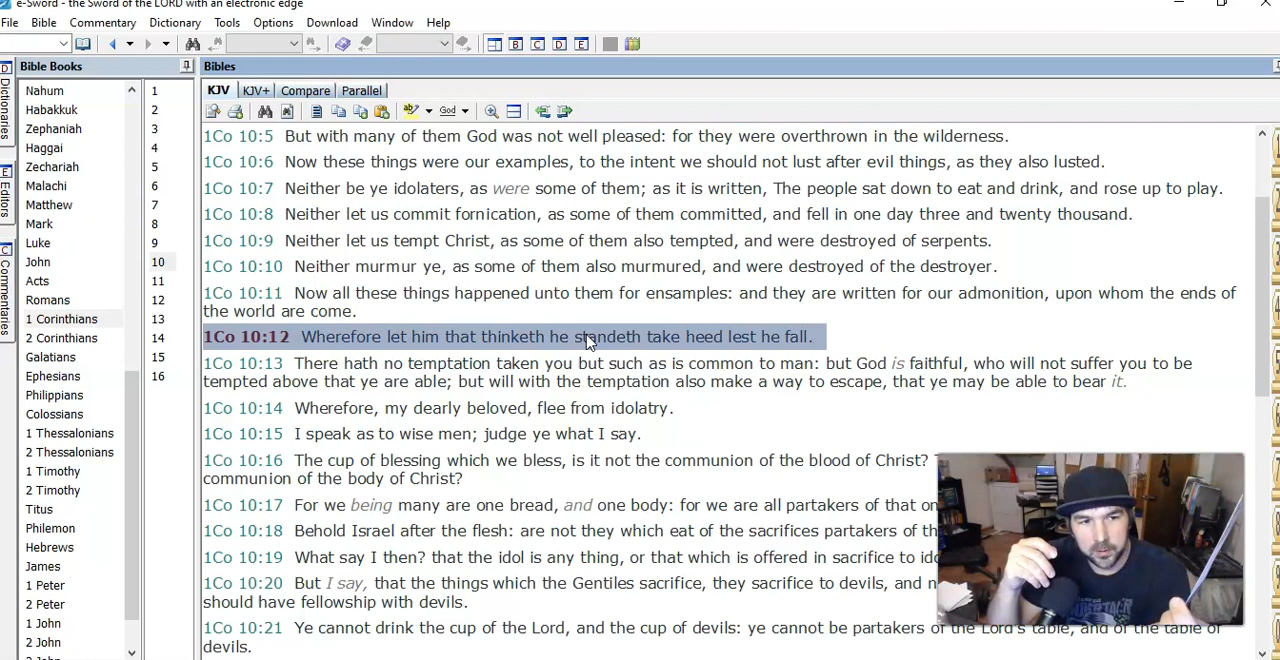 e-Sword - the Sword of the LORD with an electronic edge
File Bible Commentary Dictionary Tools Options Download Window Help
B C D E
Bible Books
Bibles
D Dictionaries
E Editors
C Commentaries
Nahum
Habakkuk
Zephaniah
Haggai
Zechariah
Malachi
Matthew
Mark
Luke
John
Acts
Romans
1 Corinthians
2 Corinthians
Galatians
Ephesians
Philippians
Colossians
1 Thessalonians
2 Thessalonians
1 Timothy
2 Timothy
Titus
Philemon
Hebrews
James
1 Peter
2 Peter
1 John
2 John
1
2
3
4
5
6
7
8
9
10
11
12
13
14
15
16
KJV KJV+ Compare Parallel
God
1Co 10:5 But with many of them God was not well pleased: for they were overthrown in the wilderness.
1Co 10:6 Now these things were our examples, to the intent we should not lust after evil things, as they also lusted.
1Co 10:7 Neither be ye idolaters, as were some of them; as it is written, The people sat down to eat and drink, and rose up to play.
1Co 10:8 Neither let us commit fornication, as some of them committed, and fell in one day three and twenty thousand.
1Co 10:9 Neither let us tempt Christ, as some of them also tempted, and were destroyed of serpents.
1Co 10:10 Neither murmur ye, as some of them also murmured, and were destroyed of the destroyer.
1Co 10:11 Now all these things happened unto them for ensamples: and they are written for our admonition, upon whom the ends of
the world are come.
1Co 10:12 Wherefore let him that thinketh he standeth take heed lest he fall.
1Co 10:13 There hath no temptation taken you but such as is common to man: but God is faithful, who will not suffer you to be
tempted above that ye are able; but will with the temptation also make a way to escape, that ye may be able to bear it.
1Co 10:14 Wherefore, my dearly beloved, flee from idolatry.
1Co 10:15 I speak as to wise men; judge ye what I say.
1Co 10:16 The cup of blessing which we bless, is it not the communion of the blood of Christ?
communion of the body of Christ?
1Co 10:17 For we being many are one bread, and one body: for we are all partakers of that
1Co 10:18 Behold Israel after the flesh: are not they which eat of the sacrifices partakers of
1Co 10:19 What say I then? that the idol is any thing, or that which is offered in sacrifice to
1Co 10:20 But I say, that the things which the Gentiles sacrifice, they sacrifice to devils, and
should have fellowship with devils.
1Co 10:21 Ye cannot drink the cup of the Lord, and the cup of devils: ye cannot be partakers of the Lord's table, and of the table of
devils.